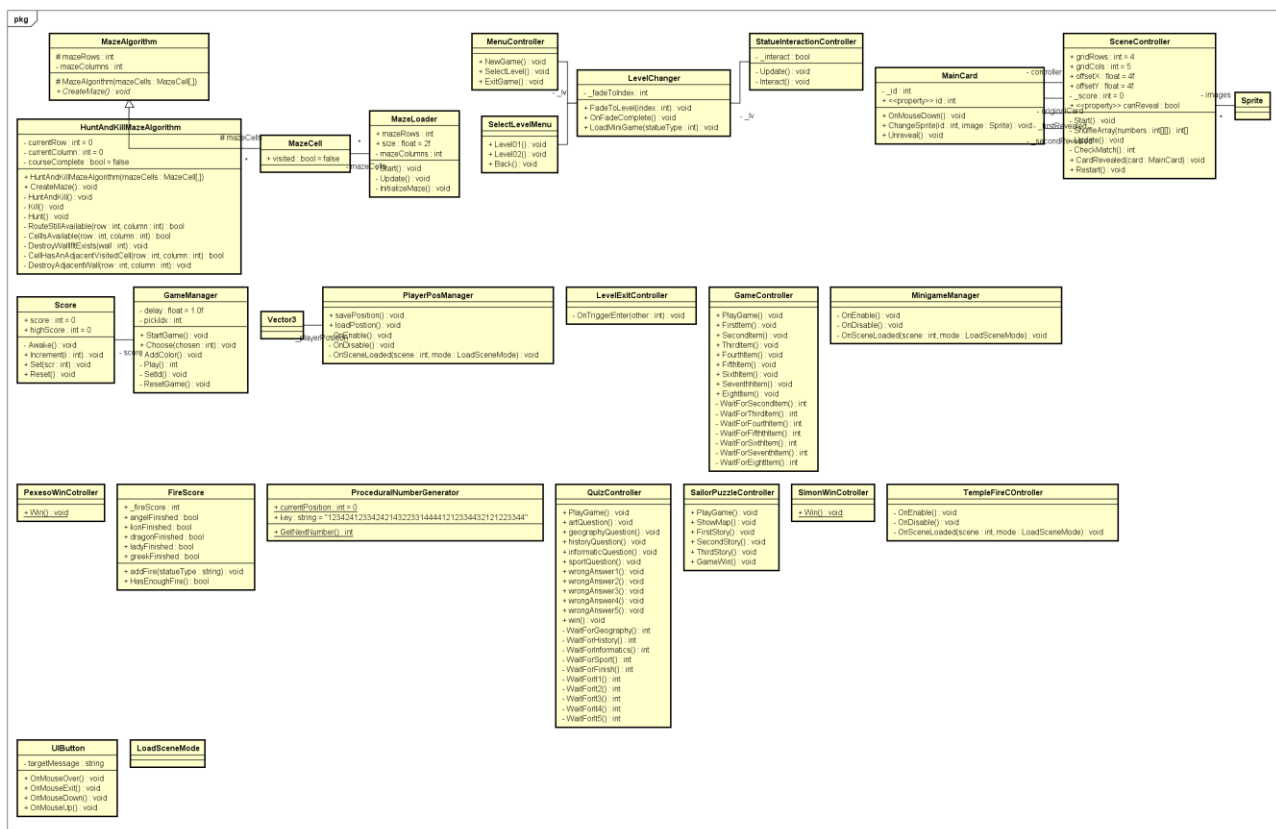 pkg
MazeAlgorithm
# mazeRows : int
- mazeColumns : int
# MazeAlgorithm(mazeCells : MazeCell[,])
+ CreateMaze() : void
HuntAndKillMazeAlgorithm
- currentRow : int = 0
- currentColumn : int = 0
- courseComplete : bool = false
+ HuntAndKillMazeAlgorithm(mazeCells : MazeCell[,])
+ CreateMaze() : void
- HuntAndKill() : void
- Kill() : void
- Hunt() : void
- RouteStillAvailable(row : int, column : int) : bool
- CellIsAvailable(row : int, column : int) : bool
- DestroyWallIfItExists(wall : int) : void
- CellHasAnAdjacentVisitedCell(row : int, column : int) : bool
- DestroyAdjacentWall(row : int, column : int) : void
# mazeCells
*
MazeCell
+ visited : bool = false
*
- mazeCells
MazeLoader
+ mazeRows : int
+ size : float = 2f
- mazeColumns : int
- Start() : void
- Update() : void
- InitializeMaze() : void
MenuController
+ NewGame() : void
+ SelectLevel() : void
+ ExitGame() : void
- _lv
SelectLevelMenu
+ Level01() : void
+ Level02() : void
+ Back() : void
LevelChanger
- _fadeToIndex : int
+ FadeToLevel(index : int) : void
+ OnFadeComplete() : void
+ LoadMiniGame(statueType : int) : void
- _lv
StatueInteractionController
- _interact : bool
- Update() : void
- Interact() : void
MainCard
- _id : int
+ <<property>> id : int
+ OnMouseDown() : void
+ ChangeSprite(id : int, image : Sprite) : void
+ Unreveal() : void
- controller
- originalCard
- _firstRevealed
- _secondRevealed
SceneController
+ gridRows : int = 4
+ gridCols : int = 5
+ offsetX : float = 4f
+ offsetY : float = 4f
- _score : int = 0
+ <<property>> canReveal : bool
- Start() : void
- ShuffleArray(numbers : int[]) : int[]
- Update() : void
- CheckMatch() : int
+ CardRevealed(card : MainCard) : void
+ Restart() : void
- images
*
Sprite
Score
+ score : int = 0
+ highScore : int = 0
- Awake() : void
+ Increment(i : int) : void
+ Set(scr : int) : void
+ Reset() : void
- score
GameManager
- delay : float = 1.0f
- pickIdx : int
+ StartGame() : void
+ Choose(chosen : int) : void
- AddColor() : void
- Play() : int
- SetId() : void
- ResetGame() : void
Vector3
- _playerPosition
PlayerPosManager
+ savePosition() : void
+ loadPostion() : void
- OnEnable() : void
- OnDisable() : void
- OnSceneLoaded(scene : int, mode : LoadSceneMode) : void
LevelExitController
- OnTriggerEnter(other : int) : void
GameController
+ PlayGame() : void
+ FirstItem() : void
+ SecondItem() : void
+ ThirdItem() : void
+ FourthItem() : void
+ FifthItem() : void
+ SixthItem() : void
+ SeventhhItem() : void
+ EightItem() : void
- WaitForSecondItem() : int
- WaitForThirdItem() : int
- WaitForFourthItem() : int
- WaitForFifthhItem() : int
- WaitForSixthItem() : int
- WaitForSeventhItem() : int
- WaitForEightItem() : int
MinigameManager
- OnEnable() : void
- OnDisable() : void
- OnSceneLoaded(scene : int, mode : LoadSceneMode) : void
PexesoWinCotroller
+ Win() : void
FireScore
+ _fireScore : int
+ angelFinished : bool
+ lionFinished : bool
+ dragonFinished : bool
+ ladyFinished : bool
+ greekFinished : bool
+ addFire(statueType : string) : void
+ HasEnoughFire() : bool
ProceduralNumberGenerator
+ currentPosition : int = 0
+ key : string =
+ GetNextNumber() : int
QuizController
+ PlayGame() : void
+ artQuestion() : void
+ geographyQuestion() : void
+ historyQuestion() : void
+ informaticQuestion() : void
+ sportQuestion() : void
+ wrongAnswer1() : void
+ wrongAnswer2() : void
+ wrongAnswer3() : void
+ wrongAnswer4() : void
+ wrongAnswer5() : void
+ win() : void
- WaitForGeography() : int
- WaitForHistory() : int
- WaitForInformatics() : int
- WaitForSport() : int
- WaitForFinish() : int
- WaitForIt1() : int
- WaitForIt2() : int
- WaitForIt3() : int
- WaitForIt4() : int
- WaitForIt5() : int
SailorPuzzleController
+ PlayGame() : void
+ ShowMap() : void
+ FirstStory() : void
+ SecondStory() : void
+ ThirdStory() : void
+ GameWin() : void
SimonWinController
+ Win() : void
TempleFireCOntroller
- OnEnable() : void
- OnDisable() : void
- OnSceneLoaded(scene : int, mode : LoadSceneMode) : void
UIButton
- targetMessage : string
+ OnMouseOver() : void
+ OnMouseExit() : void
+ OnMouseDown() : void
+ OnMouseUp() : void
LoadSceneMode